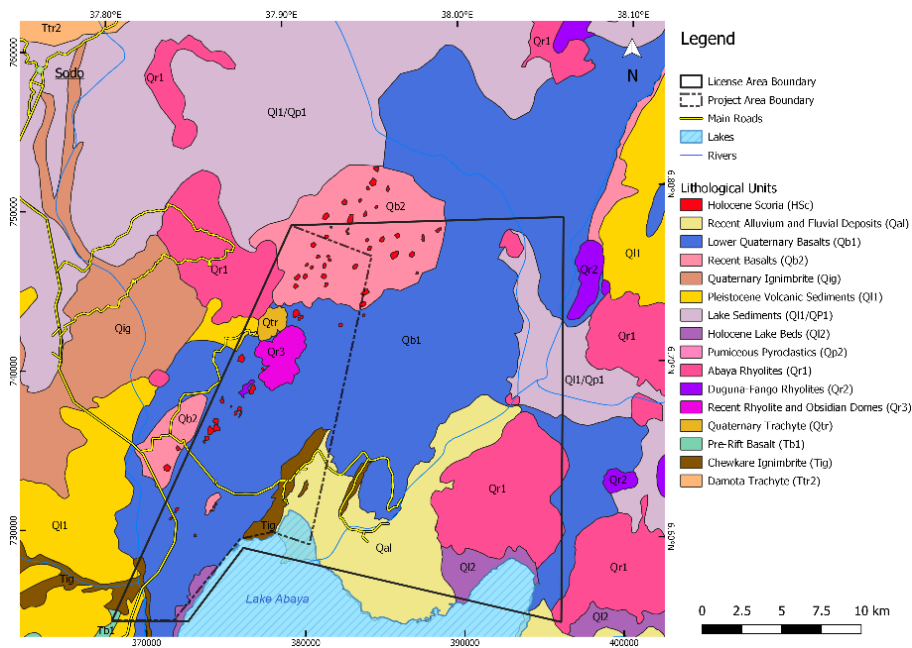 37.80°E
37.90°E
38.00°E
38.10°E
Ttr2
Sodo
760000
Qr1
Qr1
N
Ql1/Qp1
6.80°N
750000
Qb2
Qr1
Qr2
Ql1
Qtr
Qig
Qr3
Qb1
Qr1
6.70°N
740000
Ql1/Qp1
Qb2
Qr1
Qr2
Ql1
730000
Tig
Qal
6.60°N
Tig
Ql2
Qr1
Lake Abaya
Tb1
Ql2
370000
380000
390000
400000
Legend
License Area Boundary
Project Area Boundary
Main Roads
Lakes
Rivers
Lithological Units
Holocene Scoria (HSc)
Recent Alluvium and Fluvial Deposits (Qal)
Lower Quaternary Basalts (Qb1)
Recent Basalts (Qb2)
Quaternary Ignimbrite (Qig)
Pleistocene Volcanic Sediments (Ql1)
Lake Sediments (Ql1/QP1)
Holocene Lake Beds (Ql2)
Pumiceous Pyroclastics (Qp2)
Abaya Rhyolites (Qr1)
Duguna-Fango Rhyolites (Qr2)
Recent Rhyolite and Obsidian Domes (Qr3)
Quaternary Trachyte (Qtr)
Pre-Rift Basalt (Tb1)
Chewkare Ignimbrite (Tig)
Damota Trachyte (Ttr2)
0 2.5 5 7.5 10 km